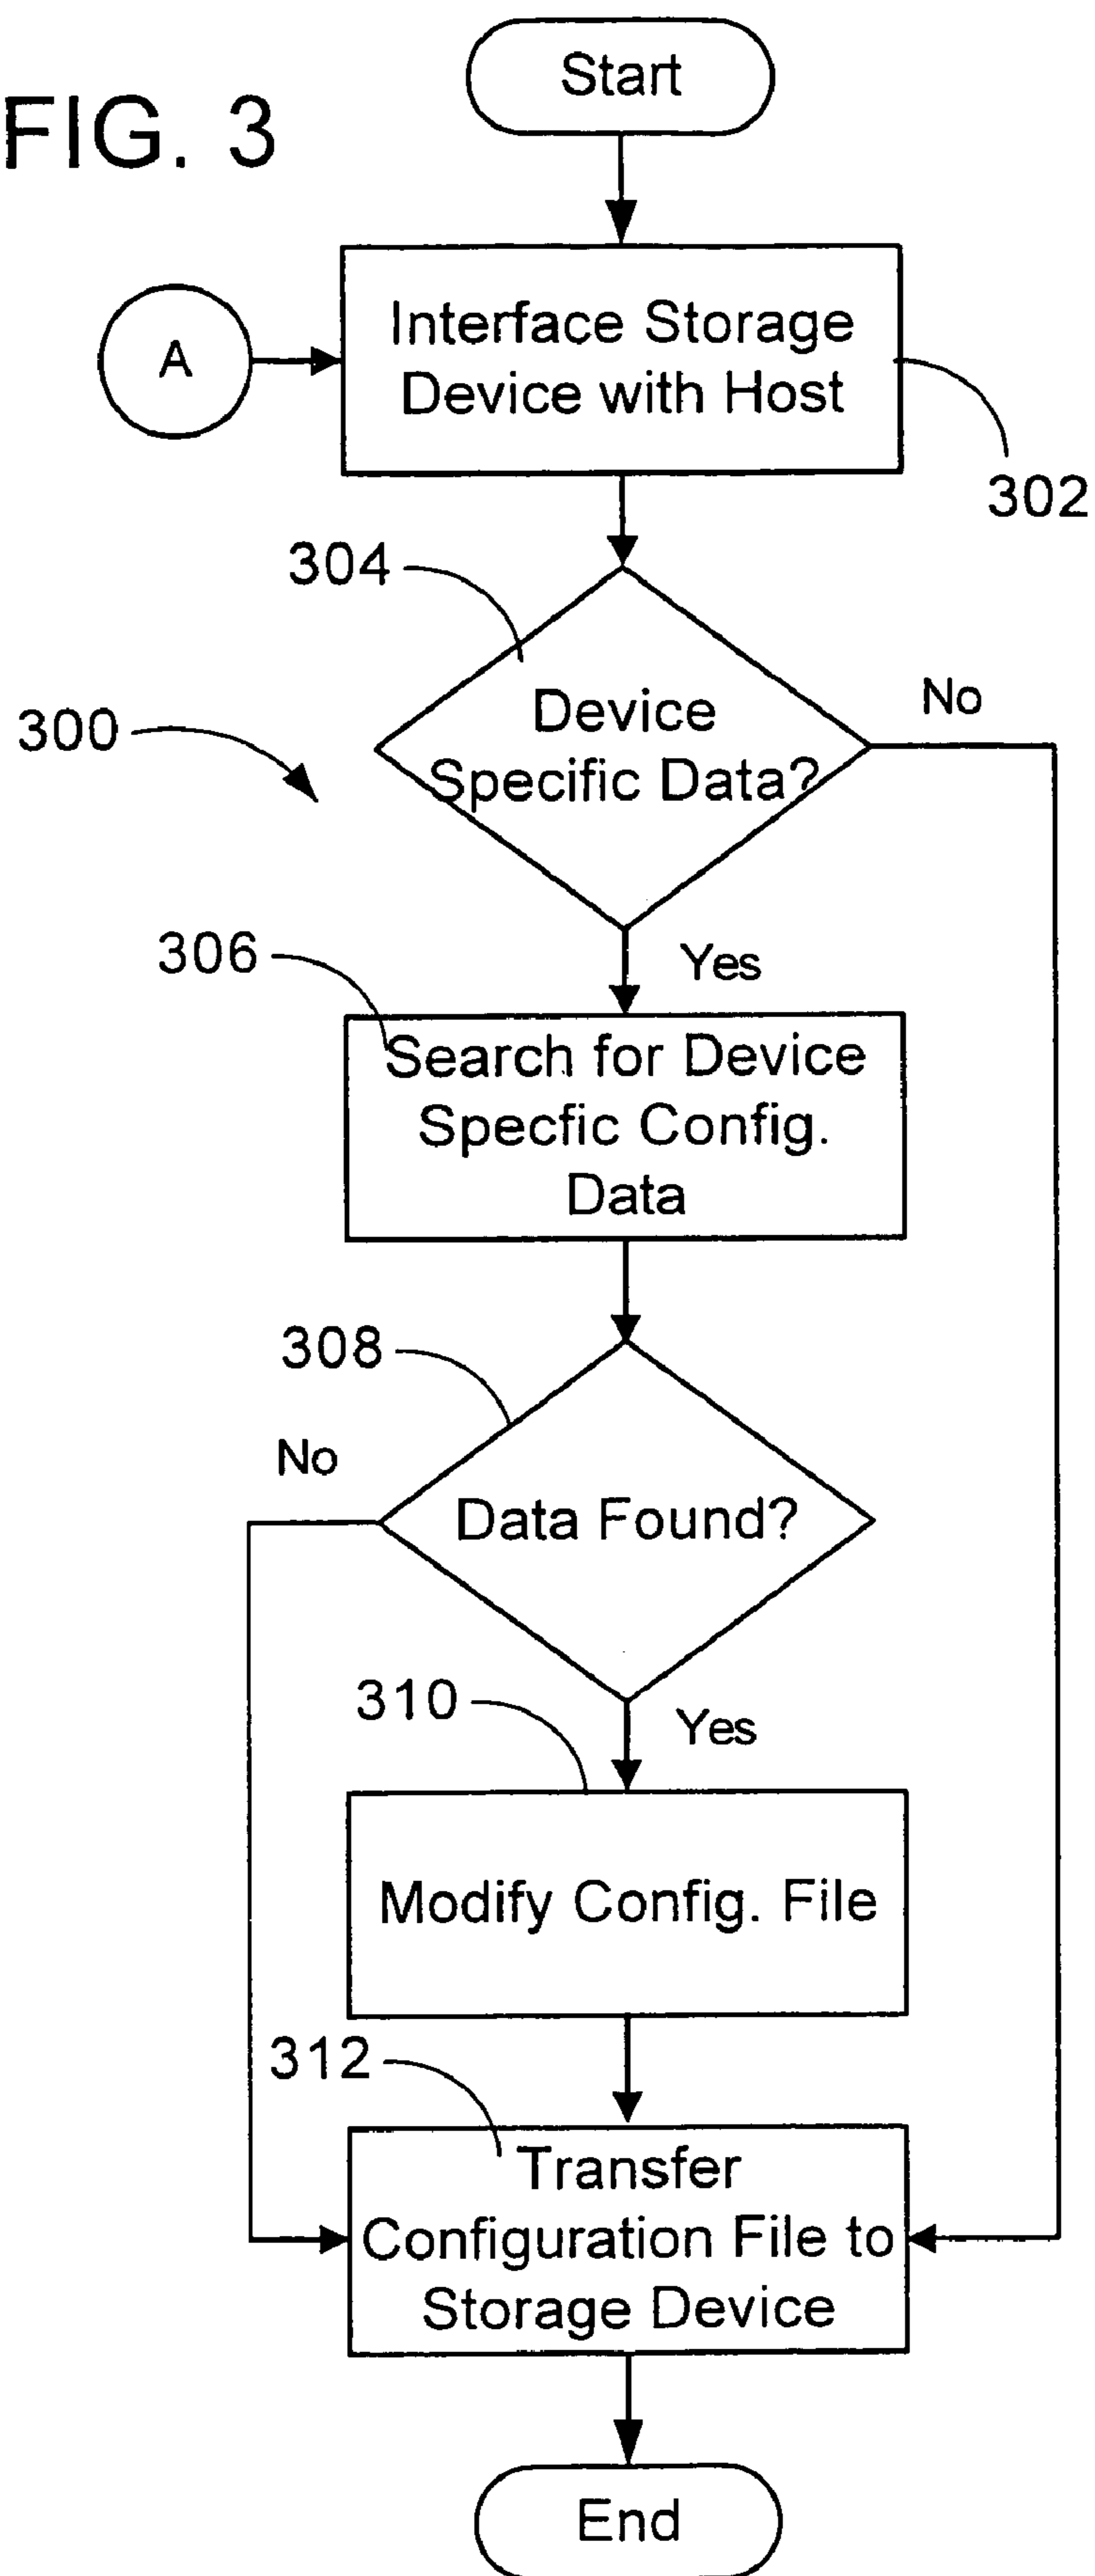 FIG. 3
Start
A
Interface Storage
Device with Host
302
304
Device
Specific Data?
No
300
Yes
306
Search for Device
Specfic Config.
Data
308
No
Data Found?
310
Yes
Modify Config. File
312
Transfer
Configuration File to
Storage Device
End